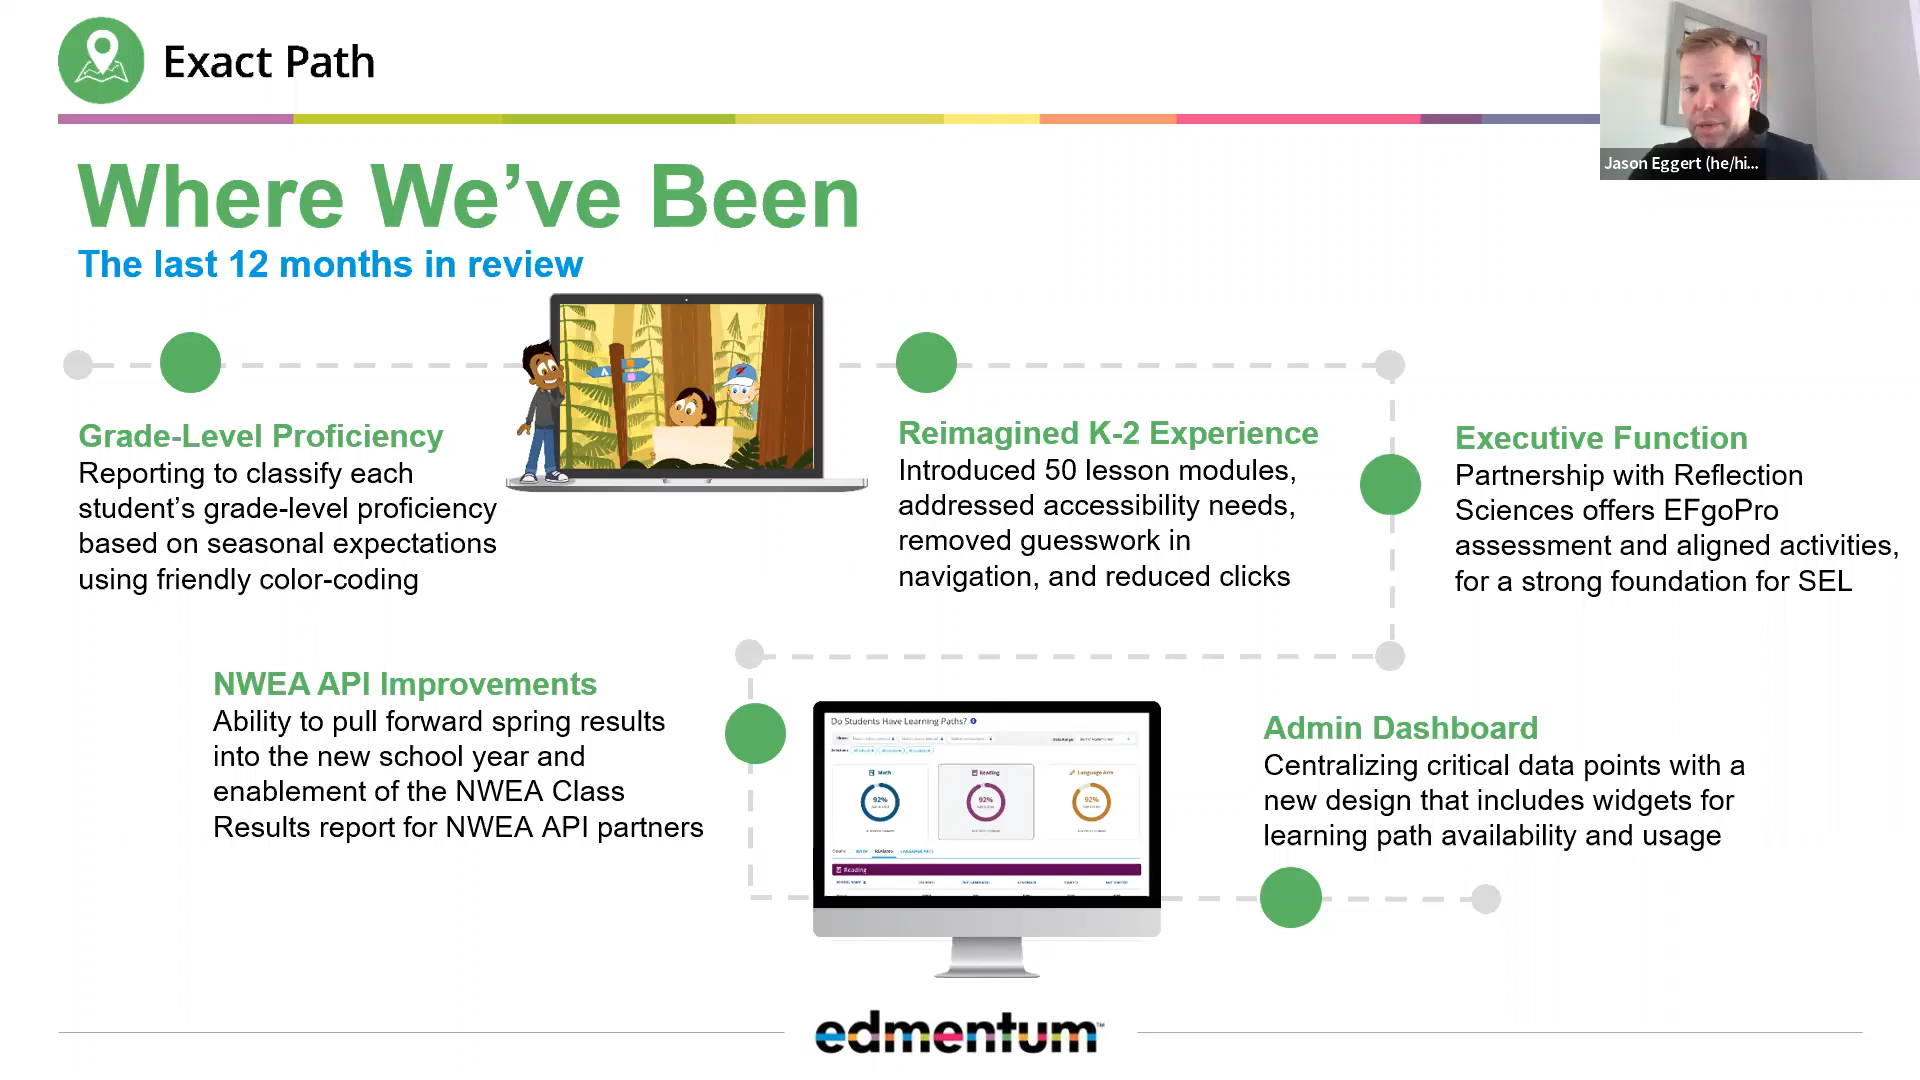 Exact Path
Jason Eggert (he/hi...
Where We've Been
The last 12 months in review
Grade-Level Proficiency
Reporting to classify each
student's grade-level proficiency
based on seasonal expectations
using friendly color-coding
Reimagined K-2 Experience
Introduced 50 lesson modules,
addressed accessibility needs,
removed guesswork in
navigation, and reduced clicks
Executive Function
Partnership with Reflection
Sciences offers EFgoPro
assessment and aligned activities,
for a strong foundation for SEL
NWEA API Improvements
Ability to pull forward spring results
into the new school year and
enablement of the NWEA Class
Results report for NWEA API partners
Do Students Have Learning Paths?
Math
Reading
Language Arts
92%
92%
92%
Reading
Admin Dashboard
Centralizing critical data points with a
new design that includes widgets for
learning path availability and usage
edmentum™